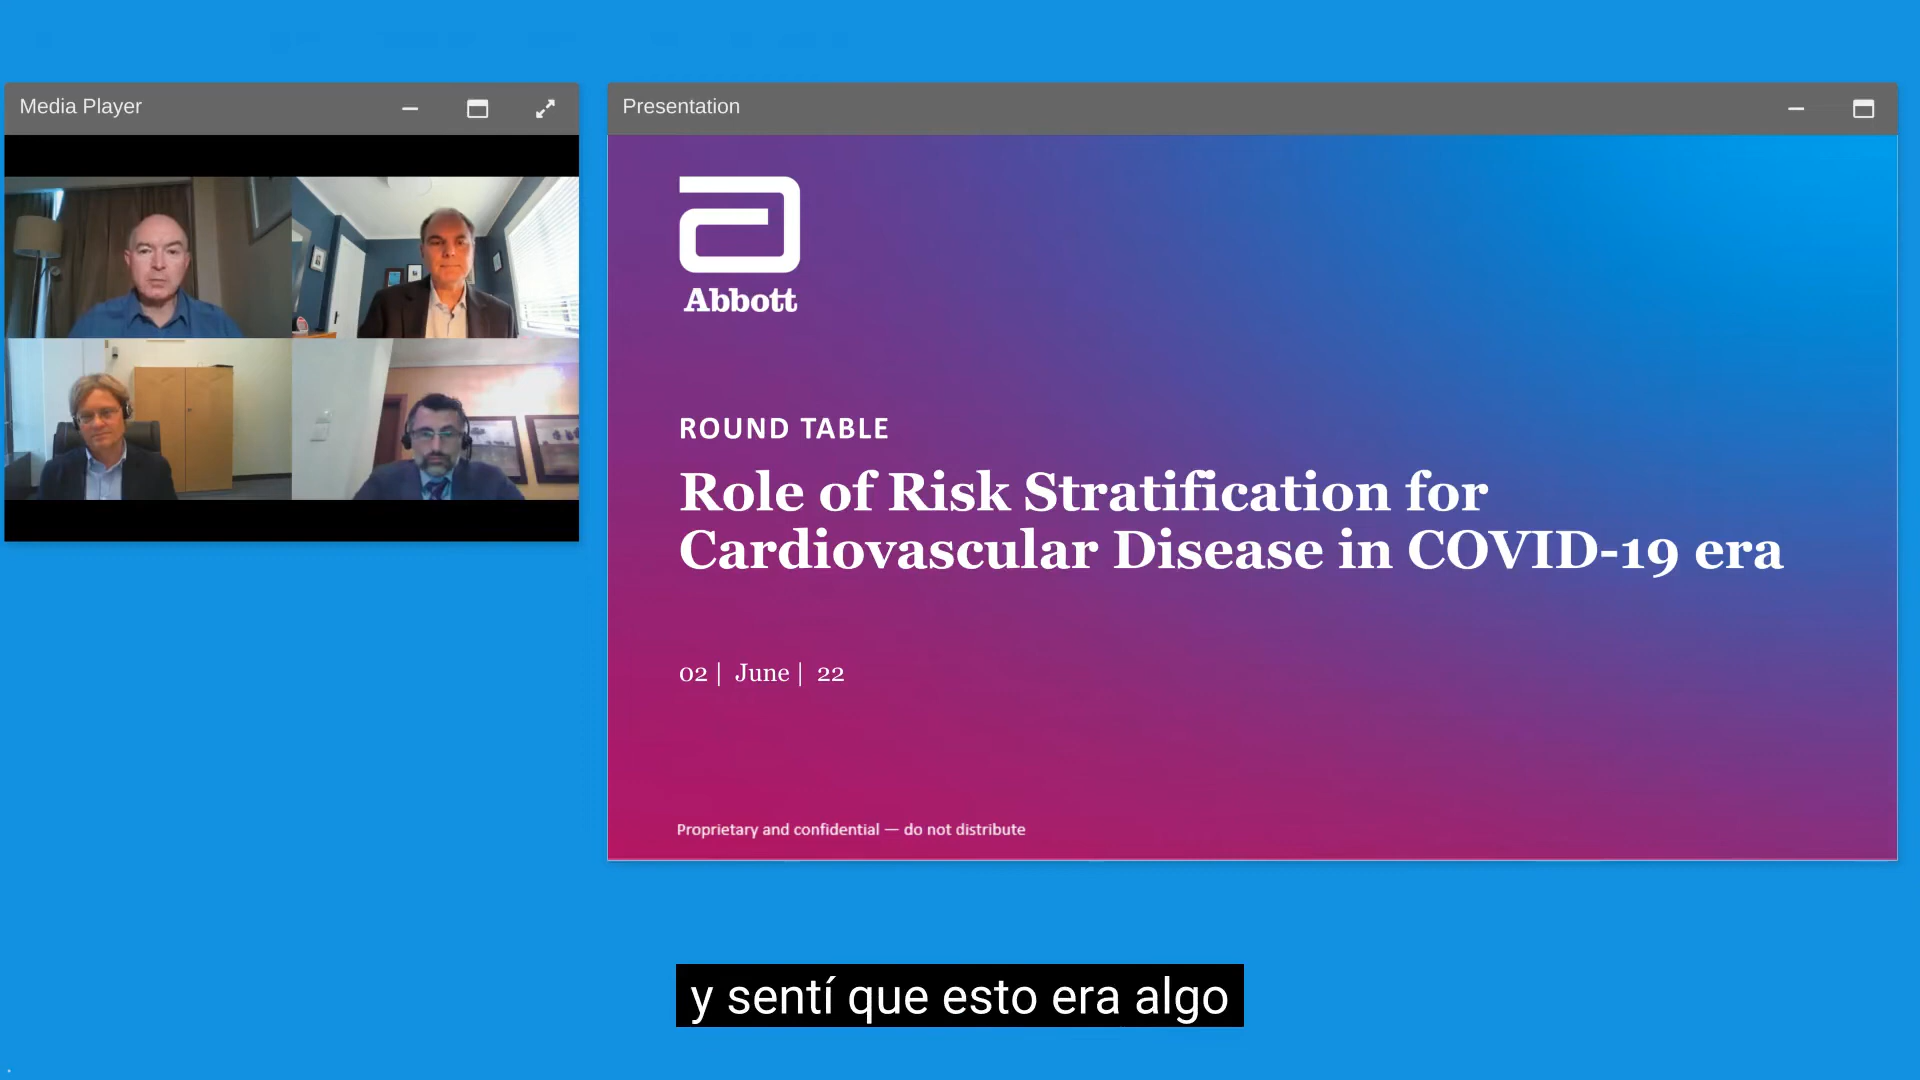 Media Player
Presentation
Abbott
ROUND TABLE
Role of Risk Stratification for
Cardiovascular Disease in COVID-19 era
02 | June | 22
Proprietary and confidential — do not distribute
y sentí que esto era algo